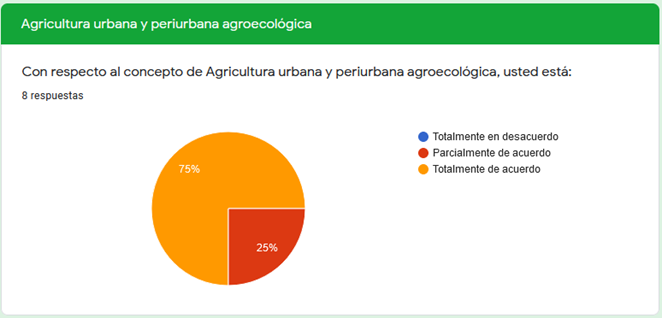 Agricultura urbana y periurbana agroecológica
Con respecto al concepto de Agricultura urbana y periurbana agroecológica, usted está:
8 respuestas
Totalmente en desacuerdo
Parcialmente de acuerdo
Totalmente de acuerdo
75%
25%